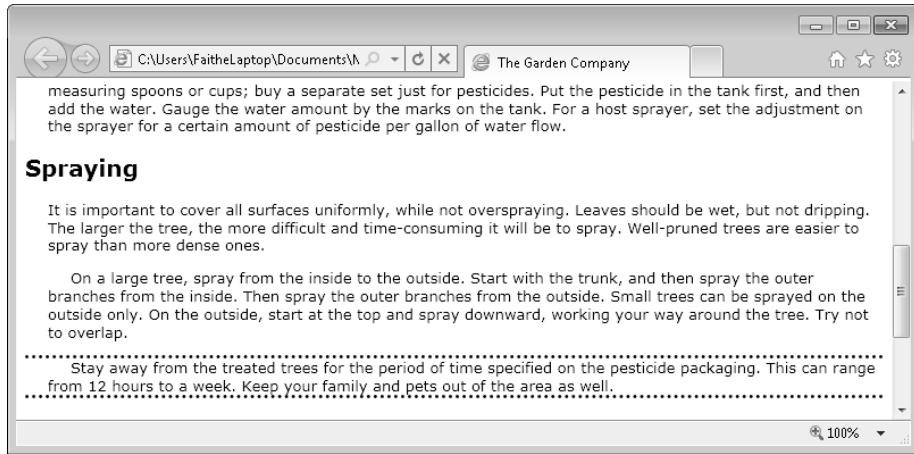 C:\Users\FaitheLaptop\Documents\M
The Garden Company
measuring spoons or cups; buy a separate set just for pesticides. Put the pesticide in the tank first, and then
add the water. Gauge the water amount by the marks on the tank. For a host sprayer, set the adjustment on
the sprayer for a certain amount of pesticide per gallon of water flow.
Spraying
It is important to cover all surfaces uniformly, while not overspraying. Leaves should be wet, but not dripping.
The larger the tree, the more difficult and time-consuming it will be to spray. Well-pruned trees are easier to
spray than more dense ones.
On a large tree, spray from the inside to the outside. Start with the trunk, and then spray the outer
branches from the inside. Then spray the outer branches from the outside. Small trees can be sprayed on the
outside only. On the outside, start at the top and spray downward, working your way around the tree. Try not
to overlap.
Stay away from the treated trees for the period of time specified on the pesticide packaging. This can range
from 12 hours to a week. Keep your family and pets out of the area as well.
100%